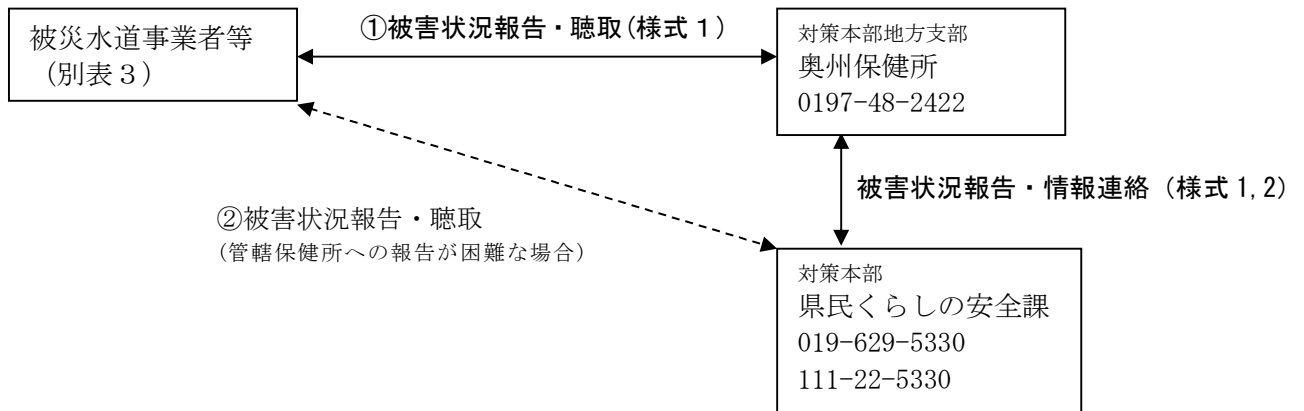 被災水道事業者等
（別表３）
①被害状況報告・聴取(様式１)
対策本部地方支部
奥州保健所
0197-48-2422
被害状況報告・情報連絡（様式1,2）
②被害状況報告・聴取
(管轄保健所への報告が困難な場合)
対策本部
県民くらしの安全課
019-629-5330
111-22-5330